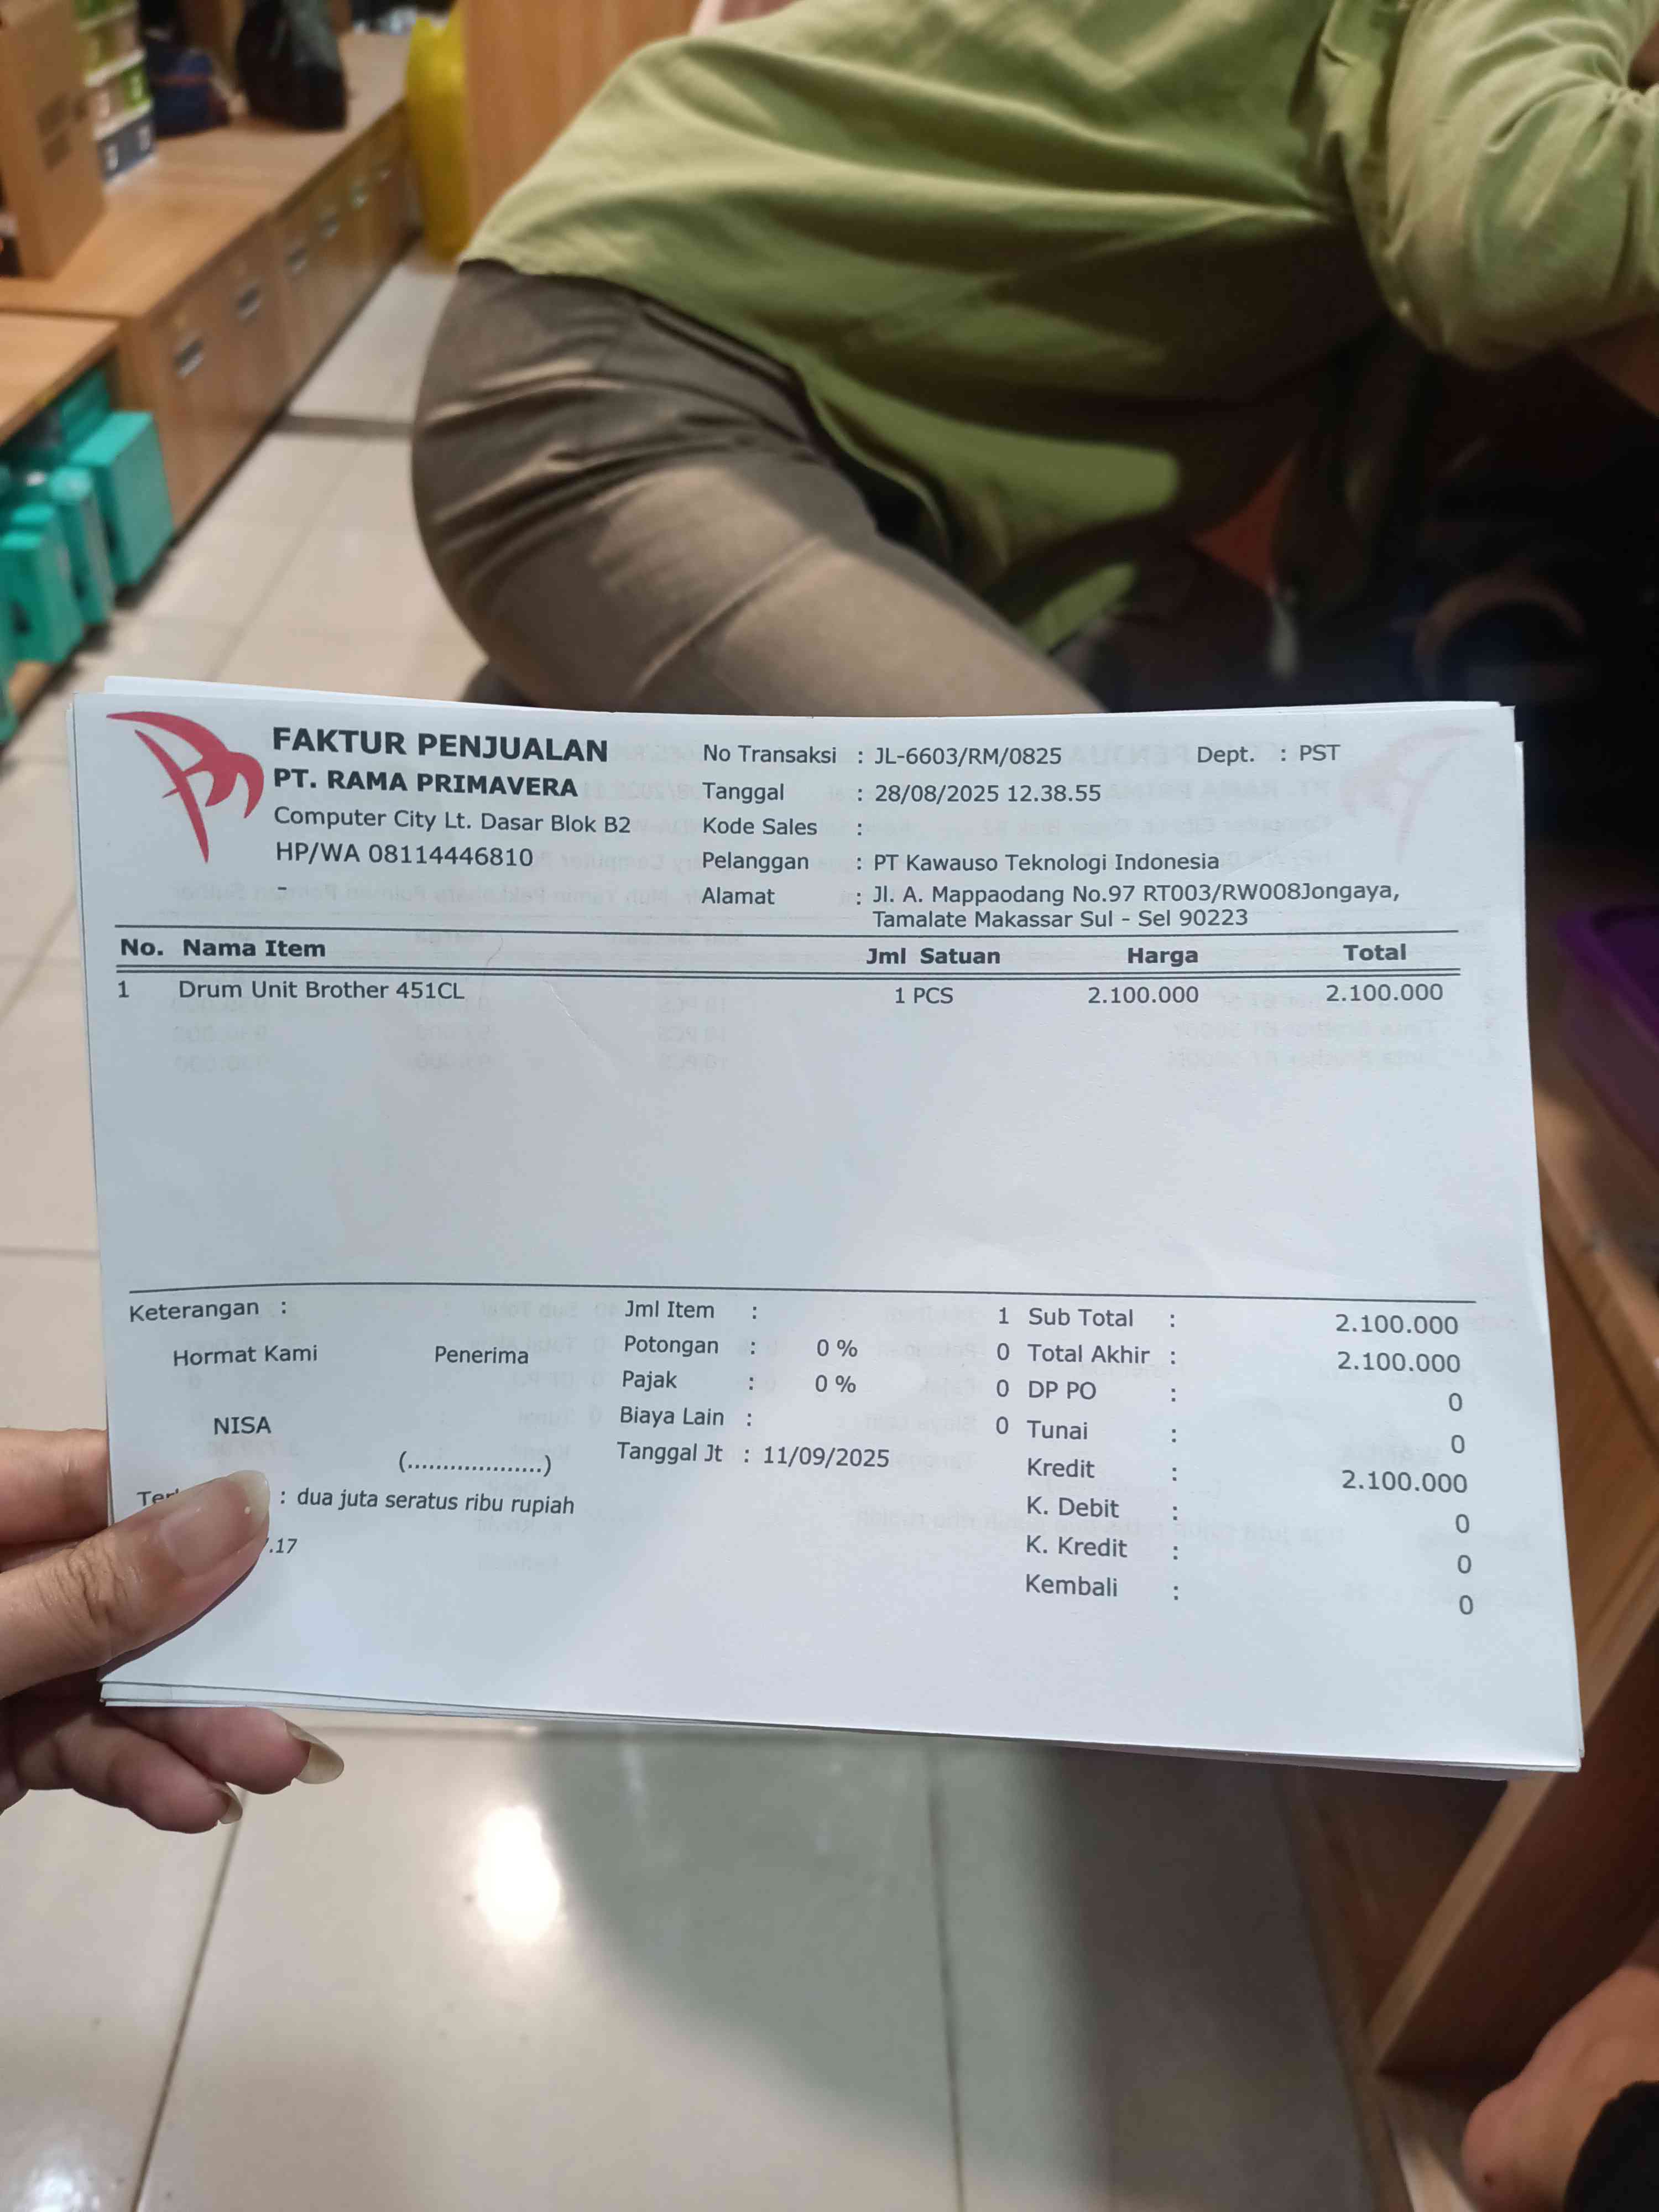 FAKTUR PENJUALAN
PT. RAMA PRIMAVERA
Computer City Lt. Dasar Blok B2
HP/WA 08114446810
-
No Transaksi : JL-6603/RM/0825 Dept. : PST
Tanggal : 28/08/2025 12.38.55
Kode Sales :
Pelanggan : PT Kawauso Teknologi Indonesia
Alamat : Jl. A. Mappaodang No.97 RT003/RW008Jongaya,
Tamalate Makassar Sul - Sel 90223
No. Nama Item Jml Satuan Harga Total
1 Drum Unit Brother 451CL 1 PCS 2.100.000 2.100.000
Keterangan :
Hormat Kami Penerima
NISA
(...................)
: dua juta seratus ribu rupiah
.17
Jml Item : 1
Potongan : 0 % 0
Pajak : 0 % 0
Biaya Lain : 0
Tanggal Jt : 11/09/2025
Sub Total : 2.100.000
Total Akhir : 2.100.000
DP PO : 0
Tunai : 0
Kredit : 2.100.000
K. Debit : 0
K. Kredit : 0
Kembali : 0